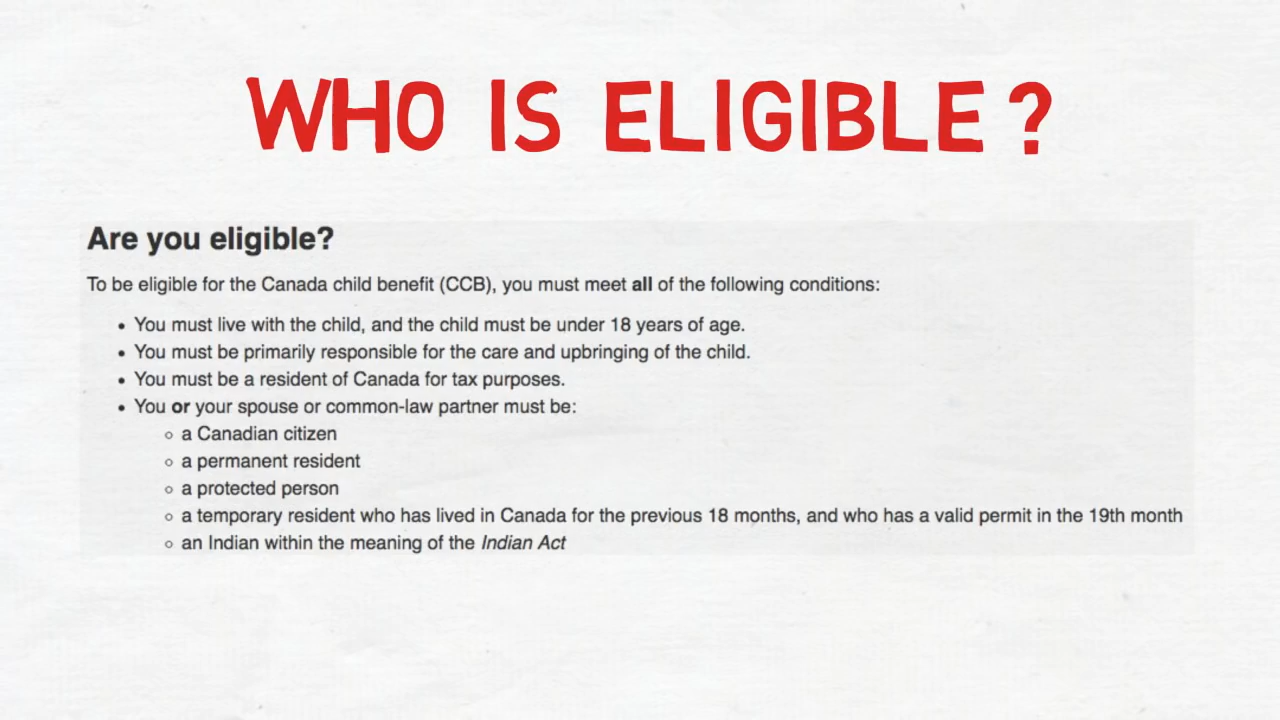 WHO IS ELIGIBLE ?
Are you eligible?
To be eligible for the Canada child benefit (CCB), you must meet all of the following conditions:
• You must live with the child, and the child must be under 18 years of age.
• You must be primarily responsible for the care and upbringing of the child.
• You must be a resident of Canada for tax purposes.
• You or your spouse or common-law partner must be:
◦ a Canadian citizen
◦ a permanent resident
◦ a protected person
◦ a temporary resident who has lived in Canada for the previous 18 months, and who has a valid permit in the 19th month
◦ an Indian within the meaning of the Indian Act